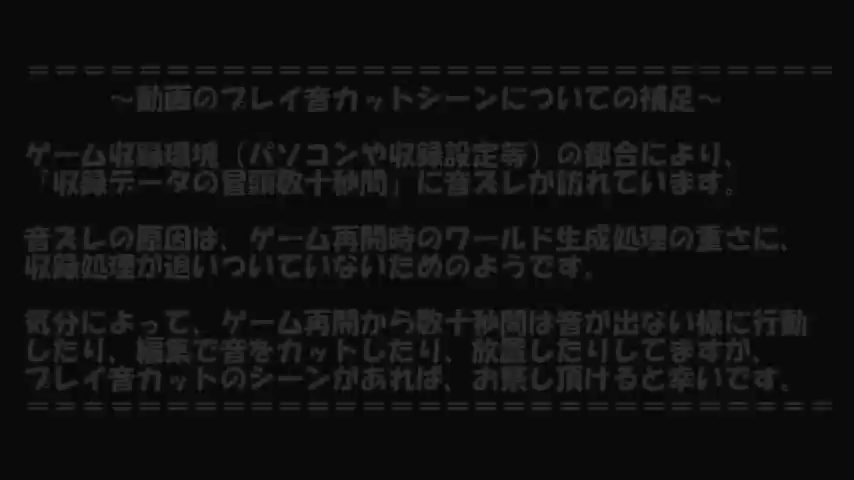 ＝＝＝＝＝＝＝＝＝＝＝＝＝＝＝＝＝＝＝＝＝＝＝＝＝＝＝＝＝
～動画のプレイ音カットシーンについての補足～
ゲーム収録環境（パソコンや収録設定等）の都合により、
「収録データの冒頭数十秒間」に音ズレが訪れています。
音ズレの原因は、ゲーム再開時のワールド生成処理の重さに、
収録処理が追いついていないためのようです。
気分によって、ゲーム再開から数十秒間は音が出ない様に行動
したり、編集で音をカットしたり、放置したりしてますが、
プレイ音カットのシーンがあれば、お察し頂けると幸いです。
＝＝＝＝＝＝＝＝＝＝＝＝＝＝＝＝＝＝＝＝＝＝＝＝＝＝＝＝＝